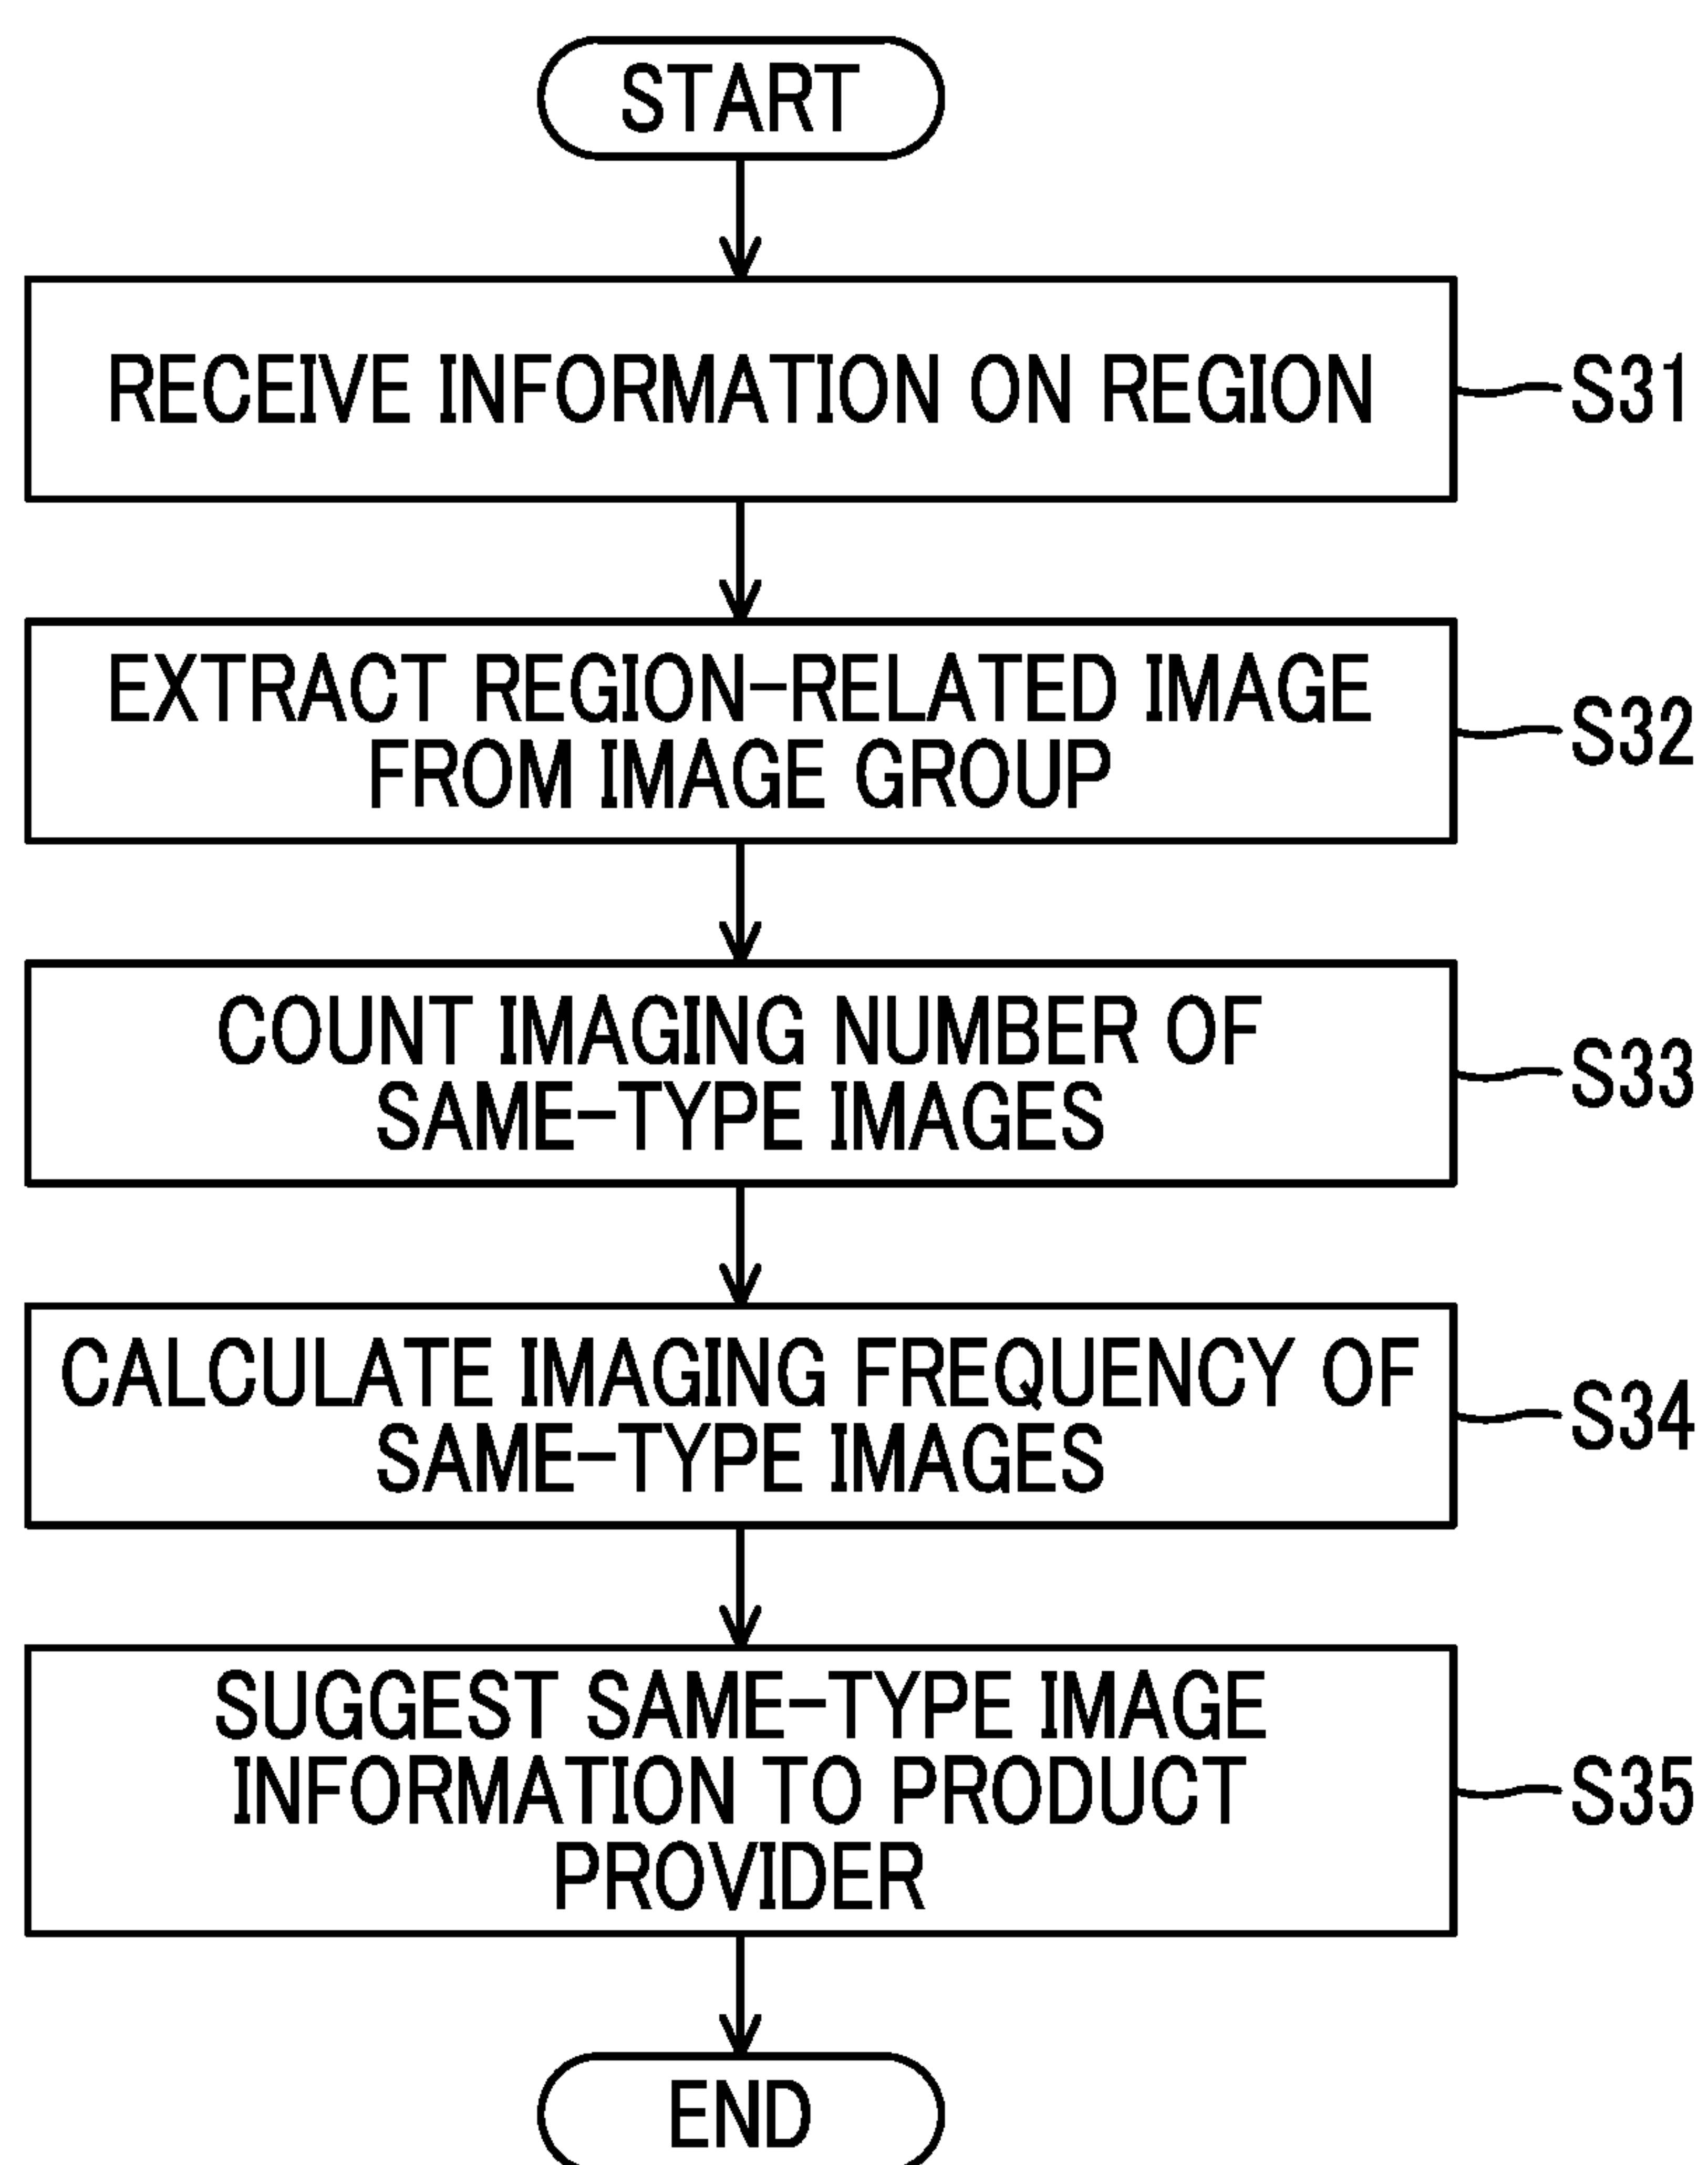 START
RECEIVE INFORMATION ON REGION
S31
EXTRACT REGION-RELATED IMAGE
FROM IMAGE GROUP
S32
COUNT IMAGING NUMBER OF
SAME-TYPE IMAGES
S33
CALCULATE IMAGING FREQUENCY OF
SAME-TYPE IMAGES
S34
SUGGEST SAME-TYPE IMAGE
INFORMATION TO PRODUCT
PROVIDER
S35
END